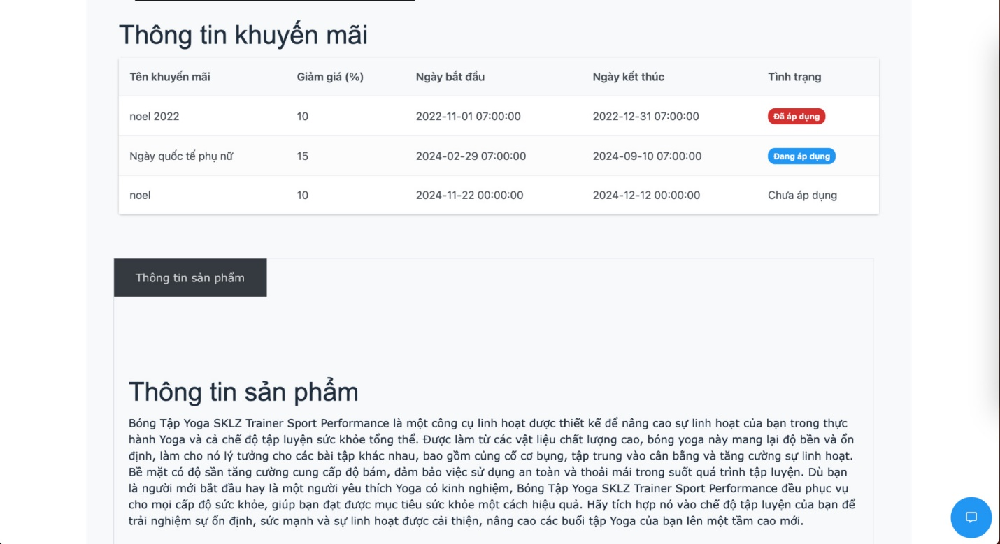 Thông tin khuyến mãi
Tên khuyến mãi Giảm giá (%) Ngày bắt đầu Ngày kết thúc Tình trạng
noel 2022 10 2022-11-01 07:00:00 2022-12-31 07:00:00 Đã áp dụng
Ngày quốc tế phụ nữ 15 2024-02-29 07:00:00 2024-09-10 07:00:00 Đang áp dụng
noel 10 2024-11-22 00:00:00 2024-12-12 00:00:00 Chưa áp dụng
Thông tin sản phẩm
Thông tin sản phẩm
Bóng Tập Yoga SKLZ Trainer Sport Performance là một công cụ linh hoạt được thiết kế để nâng cao sự linh hoạt của bạn trong thực
hành Yoga và cả chế độ tập luyện sức khỏe tổng thể. Được làm từ các vật liệu chất lượng cao, bóng yoga này mang lại độ bền và ổn
định, làm cho nó lý tưởng cho các bài tập khác nhau, bao gồm củng cố cơ bụng, tập trung vào cân bằng và tăng cường sự linh hoạt.
Bề mặt có độ sần tăng cường cung cấp độ bám, đảm bảo việc sử dụng an toàn và thoải mái trong suốt quá trình tập luyện. Dù bạn
là người mới bắt đầu hay là một người yêu thích Yoga có kinh nghiệm, Bóng Tập Yoga SKLZ Trainer Sport Performance đều phục vụ
cho mọi cấp độ sức khỏe, giúp bạn đạt được mục tiêu sức khỏe một cách hiệu quả. Hãy tích hợp nó vào chế độ tập luyện của bạn để
trải nghiệm sự ổn định, sức mạnh và sự linh hoạt được cải thiện, nâng cao các buổi tập Yoga của bạn lên một tầm cao mới.